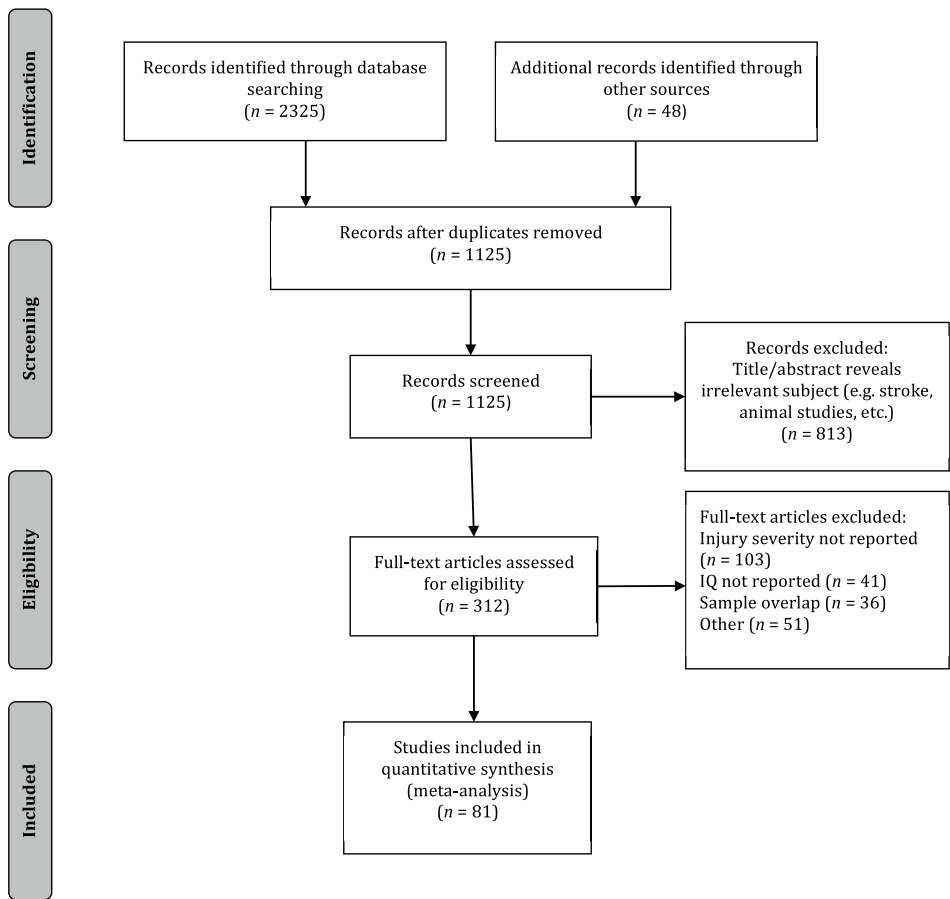 Identification
Records identified through database
searching
(n = 2325)
Additional records identified through
other sources
(n = 48)
Records after duplicates removed
(n = 1125)
Screening
Records screened
(n = 1125)
Records excluded:
Title/abstract reveals
irrelevant subject (e.g. stroke,
animal studies, etc.)
(n = 813)
Eligibility
Full-text articles assessed
for eligibility
(n = 312)
Full-text articles excluded:
Injury severity not reported
(n = 103)
IQ not reported (n = 41)
Sample overlap (n = 36)
Other (n = 51)
Included
Studies included in
quantitative synthesis
(meta-analysis)
(n = 81)